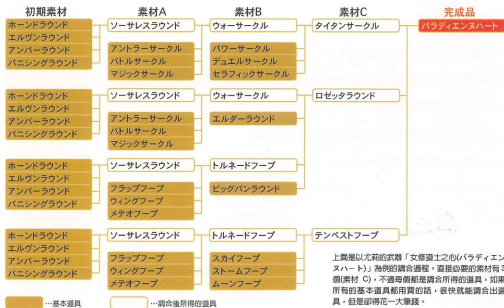 初期素材
素材A
素材B
素材C
完成品
ホーンドラウンド
エルヴンラウンド
アンバーラウンド
バニシングラウンド
ソーサレスラウンド
アントラーサークル
バトルサークル
マジックサークル
ウォーサークル
パワーサークル
デュエルサークル
セラフィックサークル
タイタンサークル
パラディエンヌハート
ホーンドラウンド
エルヴンラウンド
アンバーラウンド
バニシングラウンド
ソーサレスラウンド
アントラーサークル
バトルサークル
マジックサークル
ウォーサークル
エルダーラウンド
ロゼッタラウンド
ホーンドラウンド
エルヴンラウンド
アンバーラウンド
バニシングラウンド
ソーサレスラウンド
フラップフープ
ウィングフープ
メテオフープ
トルネードフープ
ビッグバンラウンド
ホーンドラウンド
エルヴンラウンド
アンバーラウンド
バニシングラウンド
ソーサレスラウンド
フラップフープ
ウィングフープ
メテオフープ
トルネードフープ
スカイフープ
ストームフープ
ムーンフープ
テンペストフープ
…基本道具
…調合後所得的道具
上圖是以尤莉的武器「女修道士之心(パラディエン
ヌハート)」為例的調合過程。直接必要的素材有3
個(素材 C)，不過每個都是調合的道具，如果
所有的基本道具都用買的話，很快就能調合出道
具，但是卻得花一大筆錢。